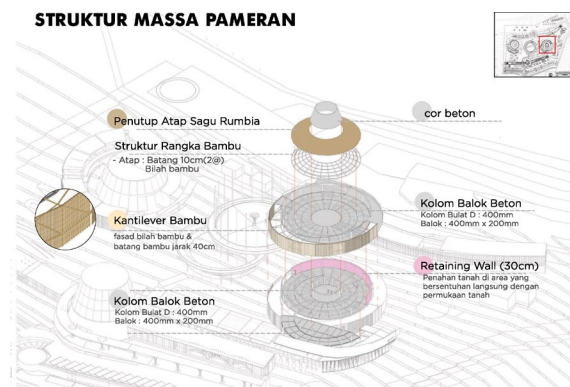 STRUKTUR MASSA PAMERAN
Penutup Atap Sagu Rumbia
cor beton
Struktur Rangka Bambu
- Atap : Batang 10cm(2@)
Bilah bambu
Kantilever Bambu
fasad bilah bambu &
batang bambu jarak 40cm
Kolom Balok Beton
Kolom Bulat D : 400mm
Balok : 400mm x 200mm
Retaining Wall (30cm)
Penahan tanah di area yang
bersentuhan langsung dengan
permukaan tanah
Kolom Balok Beton
Kolom Bulat D : 400mm
Balok : 400mm x 200mm